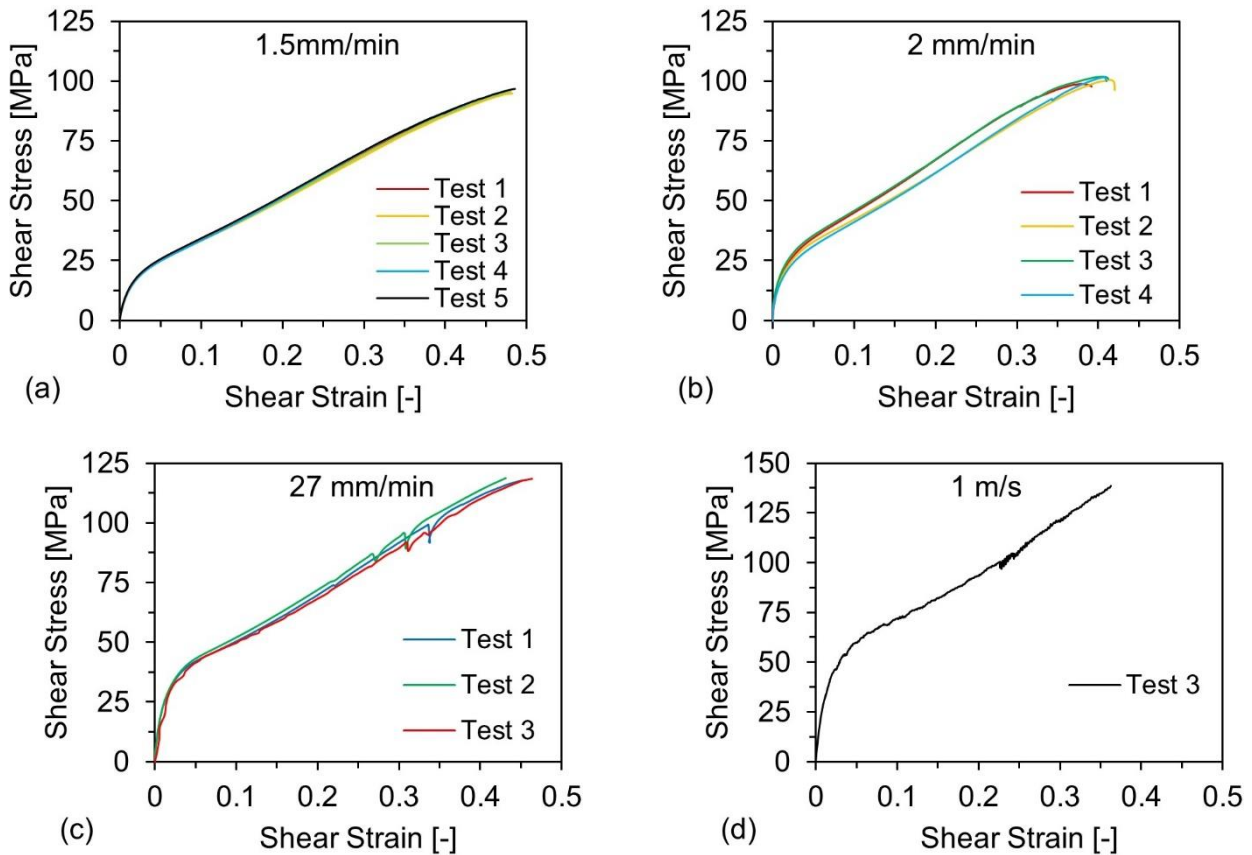 1.5mm/min
Shear Stress [MPa]
125
100
75
50
25
0
Test 1
Test 2
Test 3
Test 4
Test 5
0 0.1 0.2 0.3 0.4 0.5
Shear Strain [-]
(a)
2 mm/min
Shear Stress [MPa]
125
100
75
50
25
0
Test 1
Test 2
Test 3
Test 4
0 0.1 0.2 0.3 0.4 0.5
Shear Strain [-]
(b)
27 mm/min
Shear Stress [MPa]
125
100
75
50
25
0
Test 1
Test 2
Test 3
0 0.1 0.2 0.3 0.4 0.5
Shear Strain [-]
(c)
1 m/s
Shear Stress [MPa]
150
125
100
75
50
25
0
Test 3
0 0.1 0.2 0.3 0.4 0.5
Shear Strain [-]
(d)